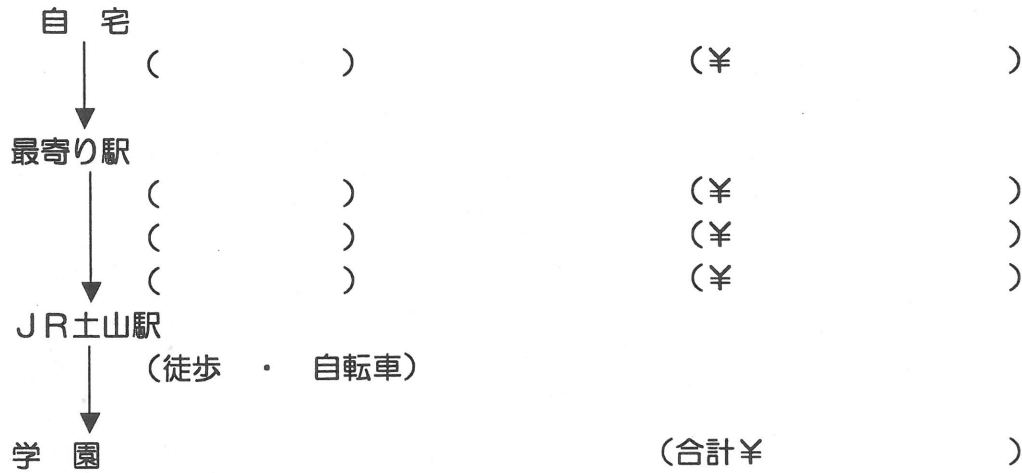 自　宅
(　　　　　　) (¥　　　　　　　　　)
最寄り駅
(　　　　　　) (¥　　　　　　　　　)
(　　　　　　) (¥　　　　　　　　　)
(　　　　　　) (¥　　　　　　　　　)
ＪＲ土山駅
(徒歩　・　自転車)
学　園 (合計¥　　　　　　　　　)